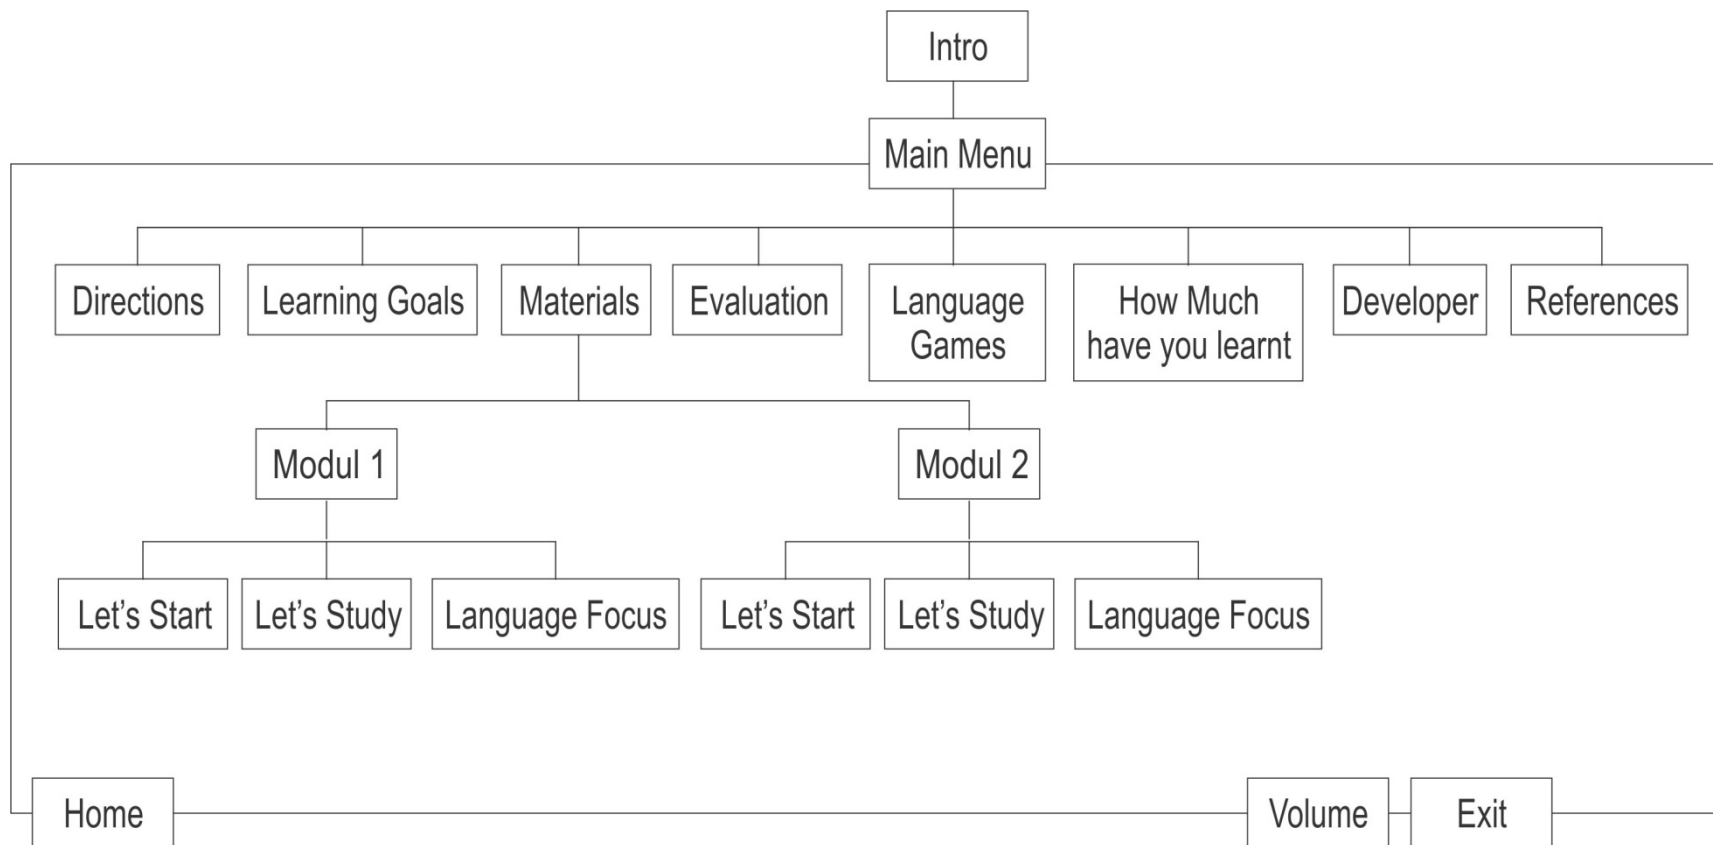 Intro
Main Menu
Directions
Learning Goals
Materials
Evaluation
Language
Games
How Much
have you learnt
Developer
References
Modul 1
Modul 2
Let's Start
Let's Study
Language Focus
Let's Start
Let's Study
Language Focus
Home
Volume
Exit